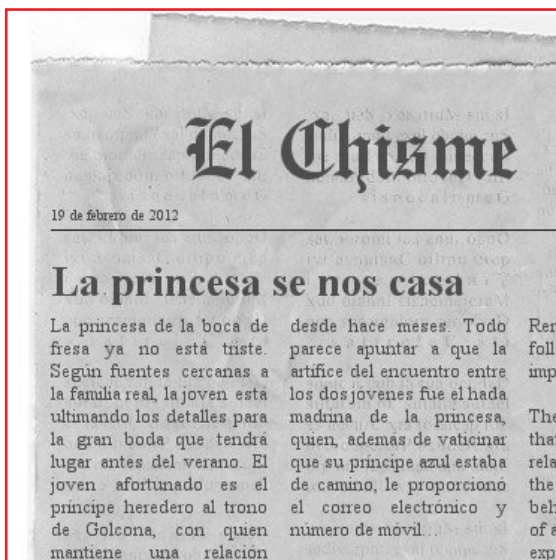 El Chisme
19 de febrero de 2012
La princesa se nos casa
La princesa de la boca de
fresa ya no está triste.
Según fuentes cercanas a
la familia real, la joven está
ultimando los detalles para
la gran boda que tendrá
lugar antes del verano. El
joven afortunado es el
príncipe heredero al trono
de Golcona, con quien
mantiene una relación
desde hace meses. Todo
parece apuntar a que la
artífice del encuentro entre
los dos jóvenes fue el hada
madrina de la princesa,
quien, además de vaticinar
que su príncipe azul estaba
de camino, le proporcionó
el correo electrónico y
número de móvil...